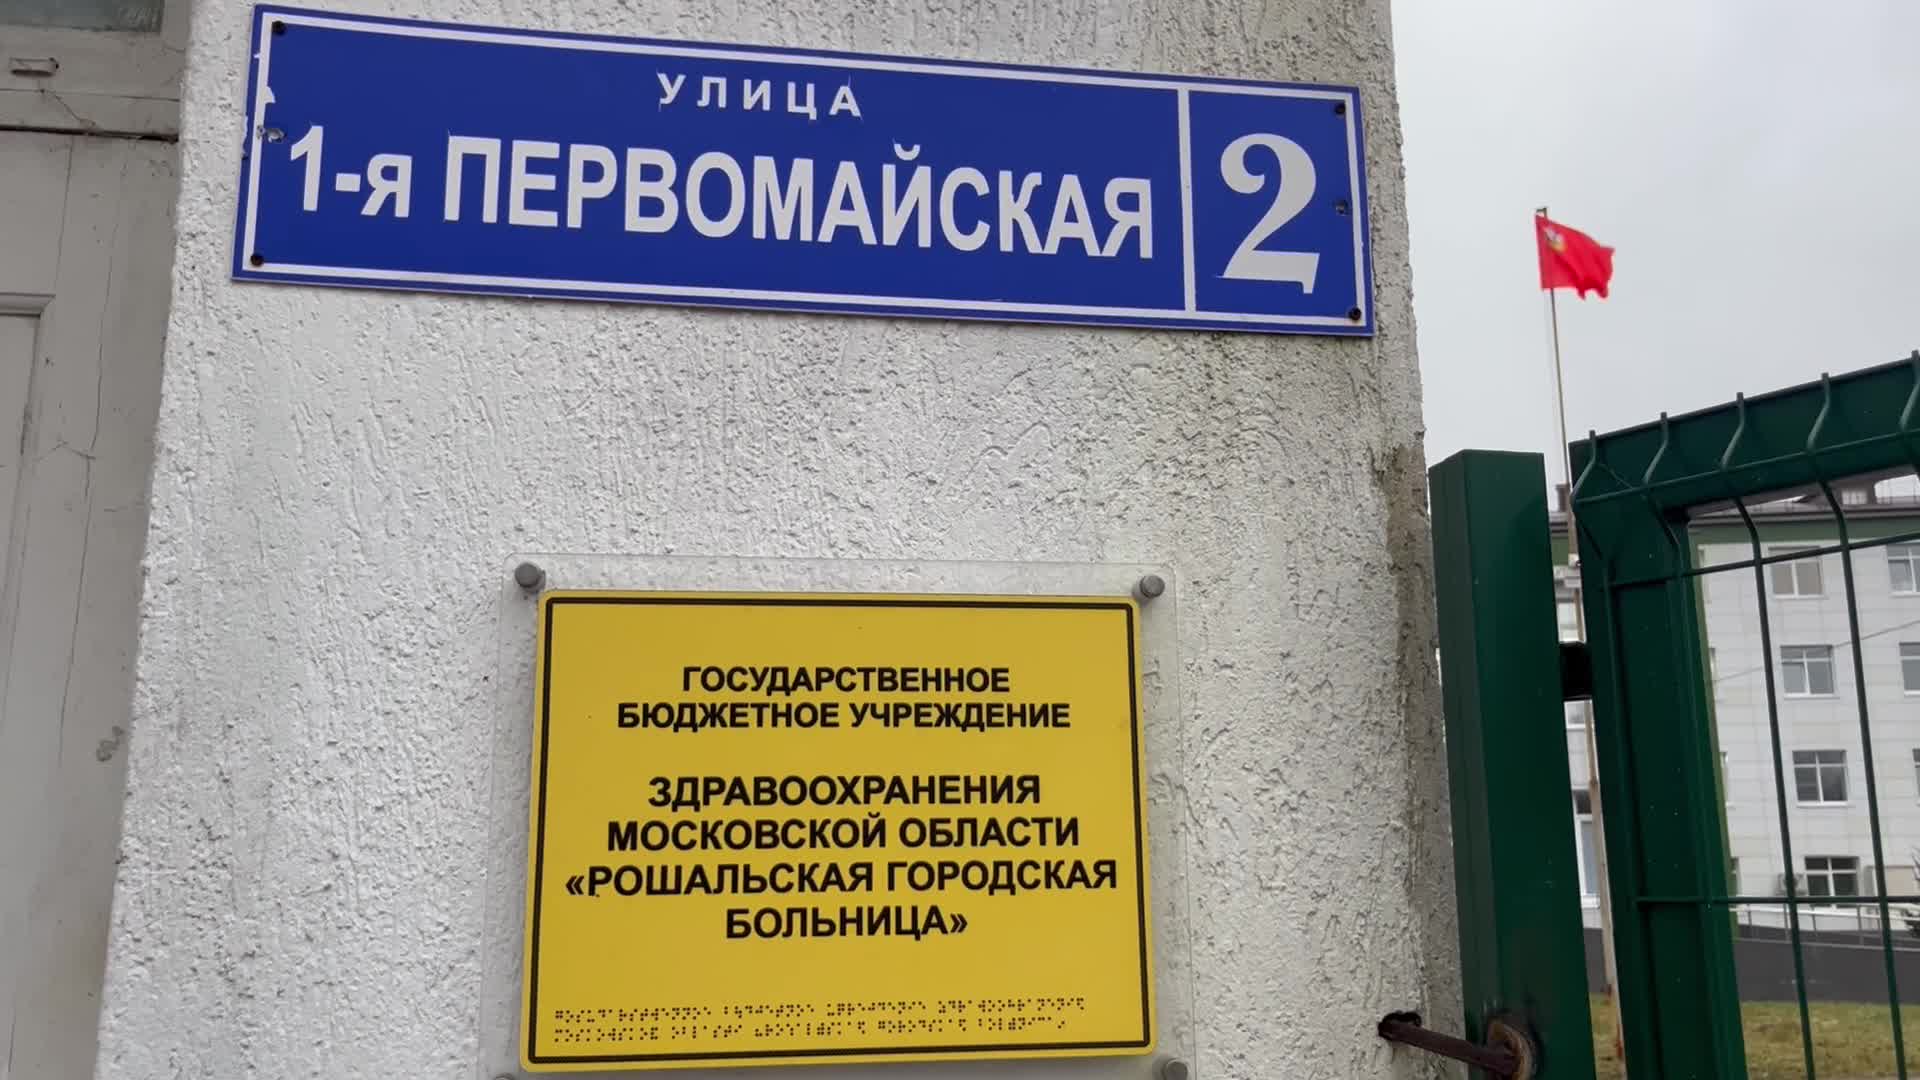 УЛИЦА
1-я ПЕРВОМАЙСКАЯ
2
ГОСУДАРСТВЕННОЕ
БЮДЖЕТНОЕ УЧРЕЖДЕНИЕ
ЗДРАВООХРАНЕНИЯ
МОСКОВСКОЙ ОБЛАСТИ
«РОШАЛЬСКАЯ ГОРОДСКАЯ
БОЛЬНИЦА»